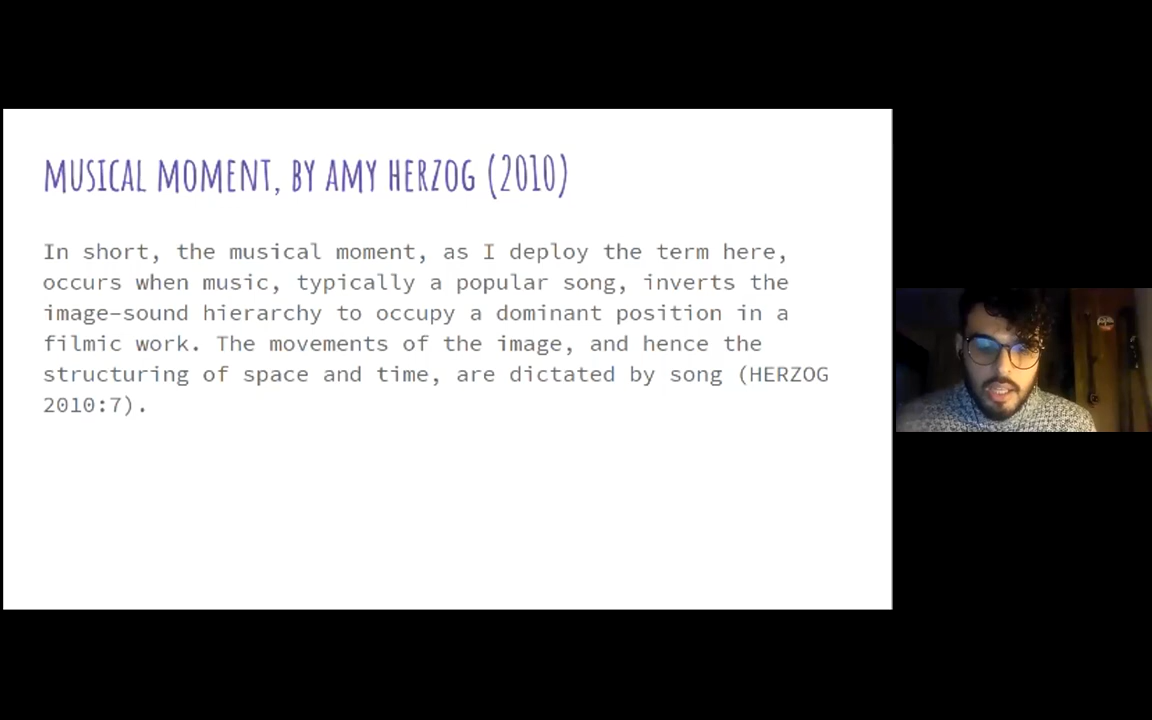 MUSICAL MOMENT, BY AMY HERZOG (2010)
In short, the musical moment, as I deploy the term here,
occurs when music, typically a popular song, inverts the
image–sound hierarchy to occupy a dominant position in a
filmic work. The movements of the image, and hence the
structuring of space and time, are dictated by song (HERZOG
2010:7).